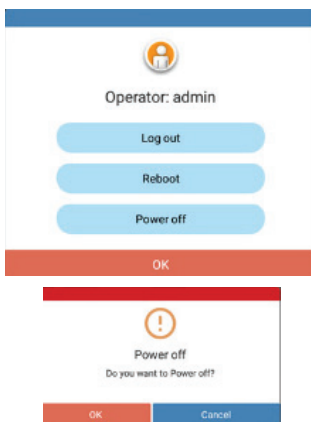 Operator: admin
Log out
Reboot
Power off
OK
Power off
Do you want to Power off?
OK
Cancel